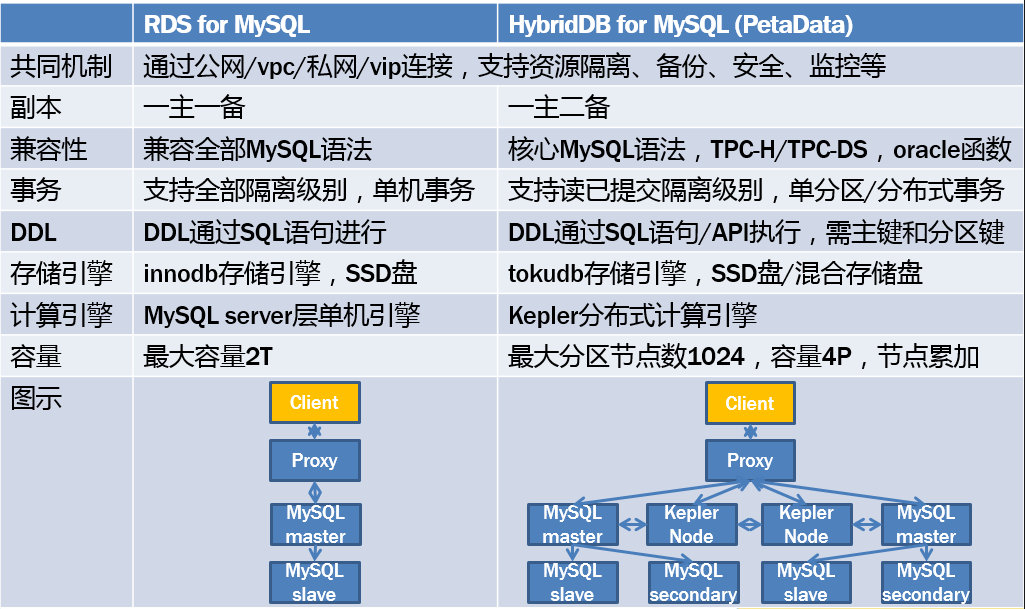 RDS for MySQL
HybridDB for MySQL (PetaData)
共同机制
通过公网/vpc/私网/vip连接，支持资源隔离、备份、安全、监控等
副本
一主一备
一主二备
兼容性
兼容全部MySQL语法
核心MySQL语法，TPC-H/TPC-DS，oracle函数
事务
支持全部隔离级别，单机事务
支持读已提交隔离级别，单分区/分布式事务
DDL
DDL通过SQL语句进行
DDL通过SQL语句/API执行，需主键和分区键
存储引擎
innodb存储引擎，SSD盘
tokudb存储引擎，SSD盘/混合存储盘
计算引擎
MySQL server层单机引擎
Kepler分布式计算引擎
容量
最大容量2T
最大分区节点数1024，容量4P，节点累加
图示
Client
Proxy
MySQL
master
MySQL
slave
Client
Proxy
MySQL
master
Kepler
Node
Kepler
Node
MySQL
master
MySQL
slave
MySQL
secondary
MySQL
slave
MySQL
secondary